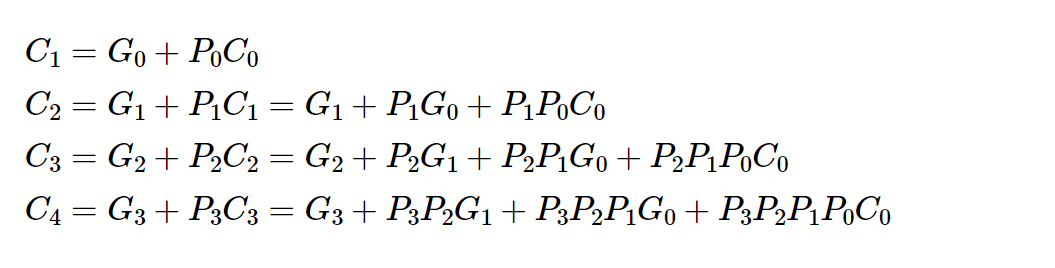 C₁ = G₀ + P₀C₀
C₂ = G₁ + P₁C₁ = G₁ + P₁G₀ + P₁P₀C₀
C₃ = G₂ + P₂C₂ = G₂ + P₂G₁ + P₂P₁G₀ + P₂P₁P₀C₀
C₄ = G₃ + P₃C₃ = G₃ + P₃P₂G₁ + P₃P₂P₁G₀ + P₃P₂P₁P₀C₀